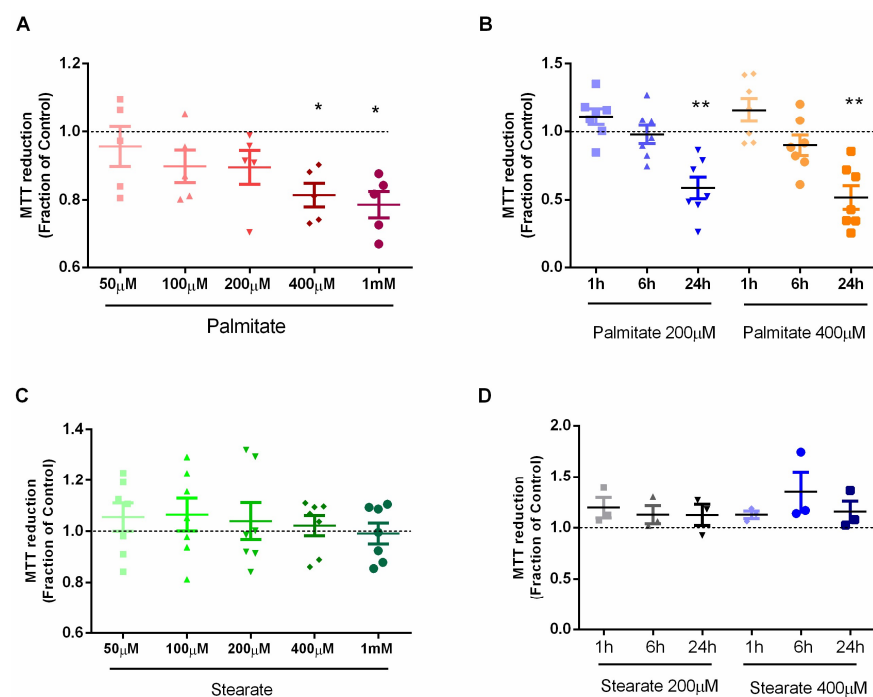 A
MTT reduction
(Fraction of Control)
1.2
1.0
0.8
0.6
*
*
50μM 100μM 200μM 400μM 1mM
Palmitate
B
MTT reduction
(Fraction of Control)
1.5
1.0
0.5
0.0
**
**
1h 6h 24h 1h 6h 24h
Palmitate 200μM Palmitate 400μM
C
MTT reduction
(Fraction of Control)
1.4
1.2
1.0
0.8
0.6
50μM 100μM 200μM 400μM 1mM
Stearate
D
MTT reduction
(Fraction of Control)
2.0
1.5
1.0
0.5
0.0
1h 6h 24h 1h 6h 24h
Stearate 200μM Stearate 400μM